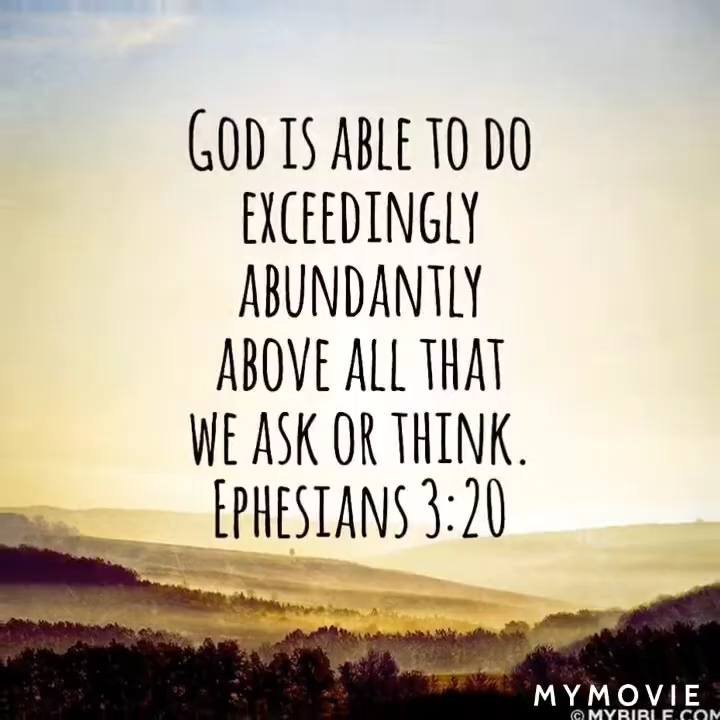 God is able to do
exceedingly
abundantly
above all that
we ask or think.
Ephesians 3:20
MYMOVIE
© MYBIBLE.COM